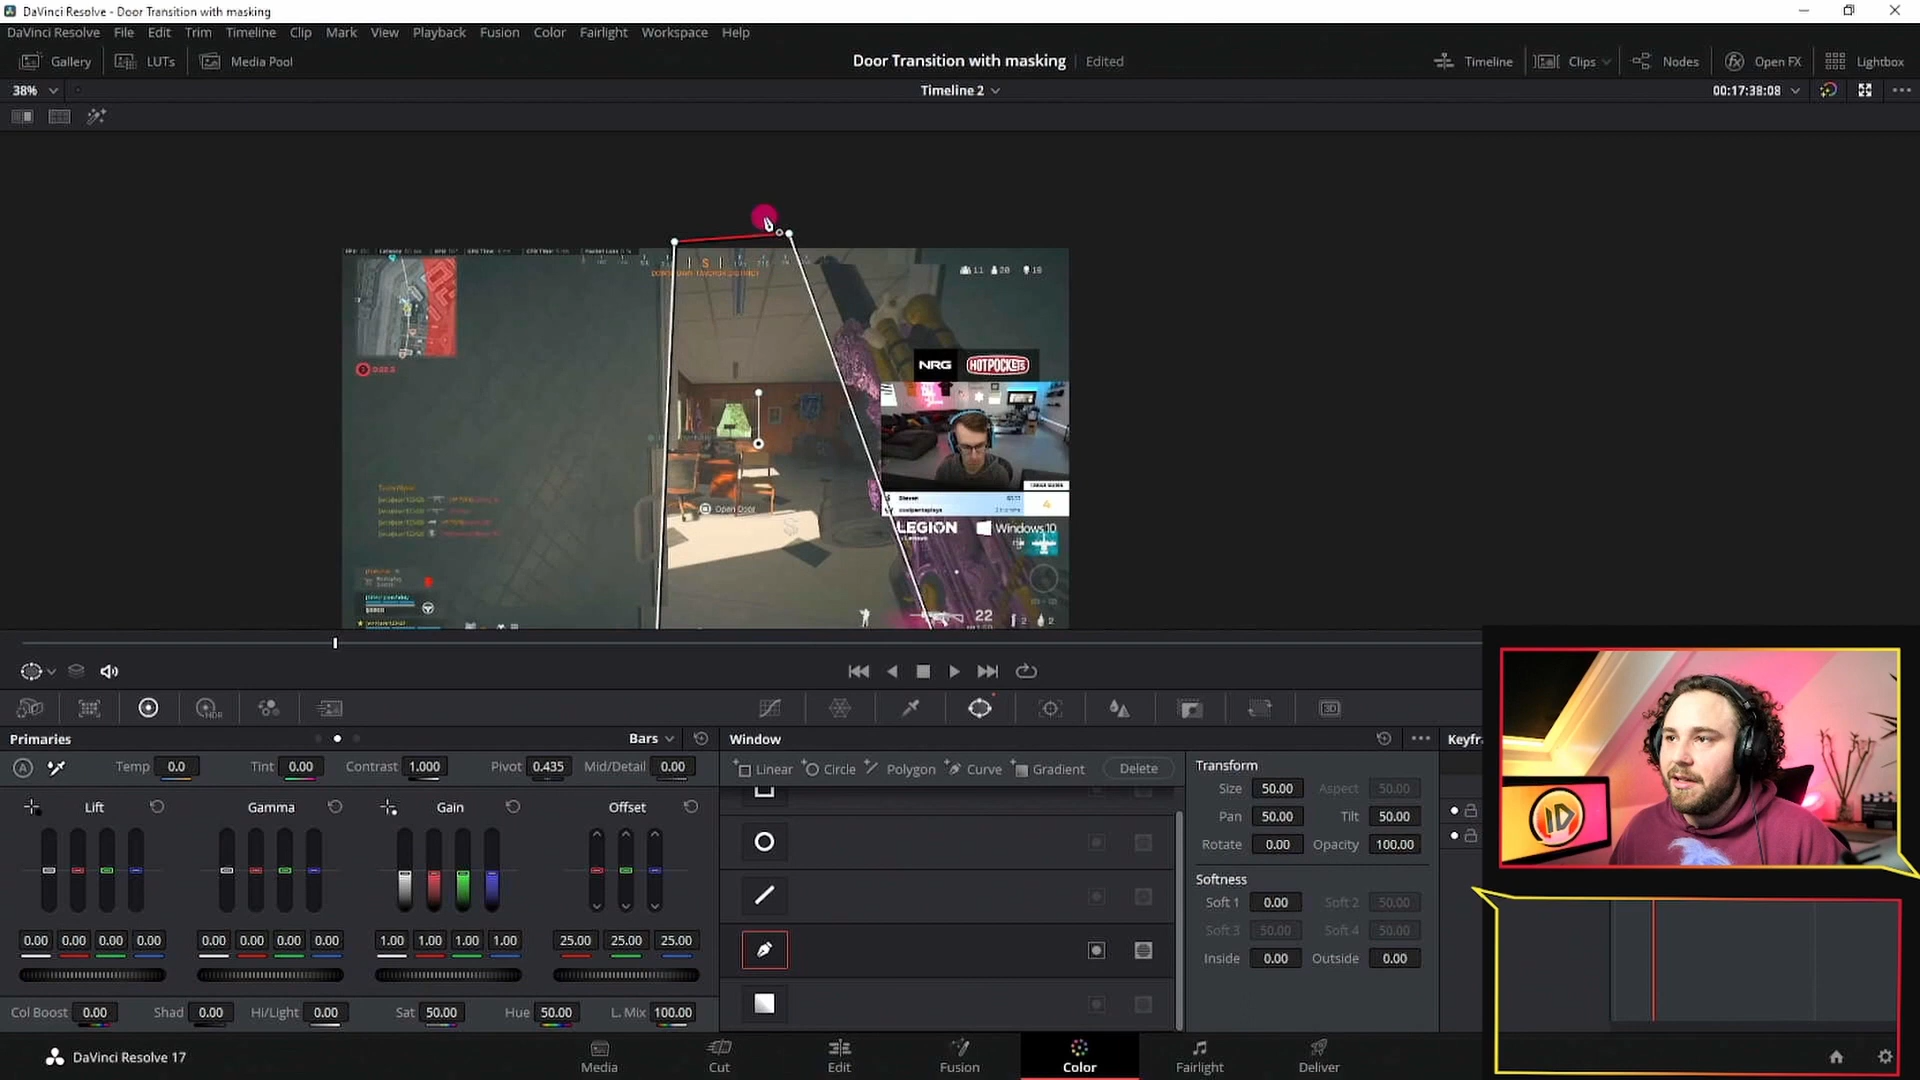 DaVinci Resolve - Door Transition with masking
DaVinci Resolve File Edit Trim Timeline Clip Mark View Playback Fusion Color Fairlight Workspace Help
Gallery LUTs Media Pool Door Transition with masking Edited Timeline Clips Nodes Open FX Lightbox
38% Timeline 2 00:17:38:08
S
11 20 18
NRG HOTPOCKETS
Open Door
LEGION Windows 10
22
Primaries Bars Window Keyfr
Temp 0.0 Tint 0.00 Contrast 1.000 Pivot 0.435 Mid/Detail 0.00
Linear Circle Polygon Curve Gradient Delete
Transform
Size 50.00 Aspect 50.00
Pan 50.00 Tilt 50.00
Rotate 0.00 Opacity 100.00
Lift Gamma Gain Offset
Softness
Soft 1 0.00 Soft 2 50.00
Soft 3 50.00 Soft 4 50.00
Inside 0.00 Outside 0.00
0.00 0.00 0.00 0.00 0.00 0.00 0.00 0.00 1.00 1.00 1.00 1.00 25.00 25.00 25.00
Col Boost 0.00 Shad 0.00 Hi/Light 0.00 Sat 50.00 Hue 50.00 L. Mix 100.00
ID
HDR
3D
DaVinci Resolve 17
Media Cut Edit Fusion Color Fairlight Deliver